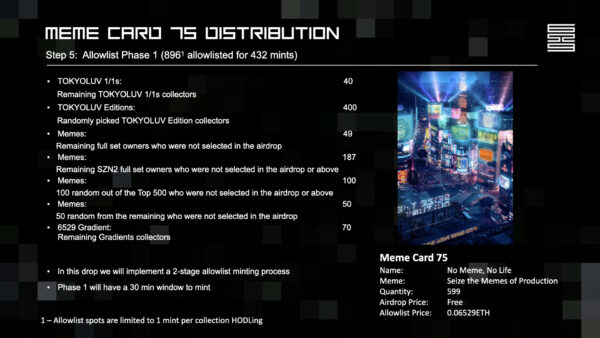 MEME CARD 75 DISTRIBUTION
Step 5: Allowlist Phase 1 (896¹ allowlisted for 432 mints)
• TOKYOLUV 1/1s: 40
Remaining TOKYOLUV 1/1s collectors
• TOKYOLUV Editions: 400
Randomly picked TOKYOLUV Edition collectors
• Memes: 49
Remaining full set owners who were not selected in the airdrop
• Memes: 187
Remaining SZN2 full set owners who were not selected in the airdrop or above
• Memes: 100
100 random out of the Top 500 who were not selected in the airdrop or above
• Memes: 50
50 random from the remaining who were not selected in the airdrop
• 6529 Gradient: 70
Remaining Gradients collectors
• In this drop we will implement a 2-stage allowlist minting process
• Phase 1 will have a 30 min window to mint
1 – Allowlist spots are limited to 1 mint per collection HODLing
Meme Card 75
Name: No Meme, No Life
Meme: Seize the Memes of Production
Quantity: 599
Airdrop Price: Free
Allowlist Price: 0.06529ETH